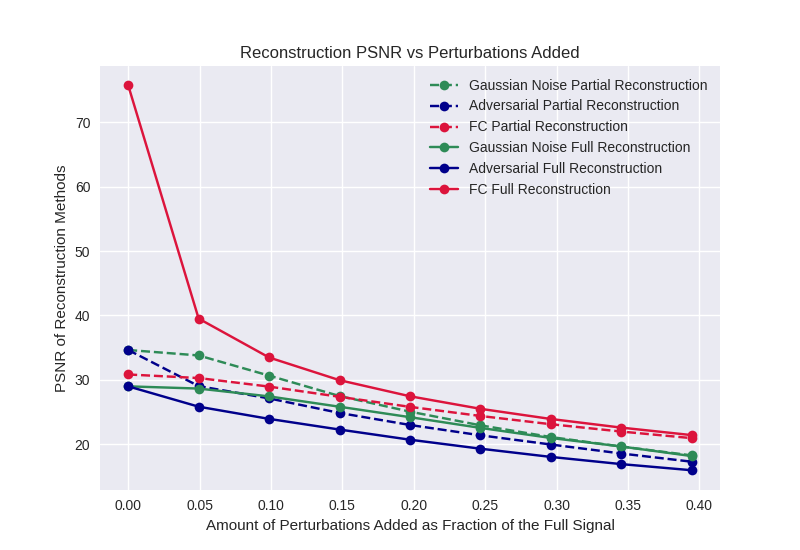 Reconstruction PSNR vs Perturbations Added
Gaussian Noise Partial Reconstruction
Adversarial Partial Reconstruction
FC Partial Reconstruction
Gaussian Noise Full Reconstruction
Adversarial Full Reconstruction
FC Full Reconstruction
PSNR of Reconstruction Methods
70
60
50
40
30
20
0.00 0.05 0.10 0.15 0.20 0.25 0.30 0.35 0.40
Amount of Perturbations Added as Fraction of the Full Signal